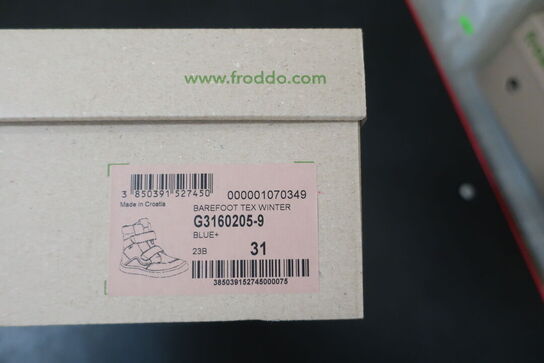 www.froddo.com
3 850391 527450
000001070349
Made in Croatia
BAREFOOT TEX WINTER
G3160205-9
BLUE+
23B
31
385039152745000075